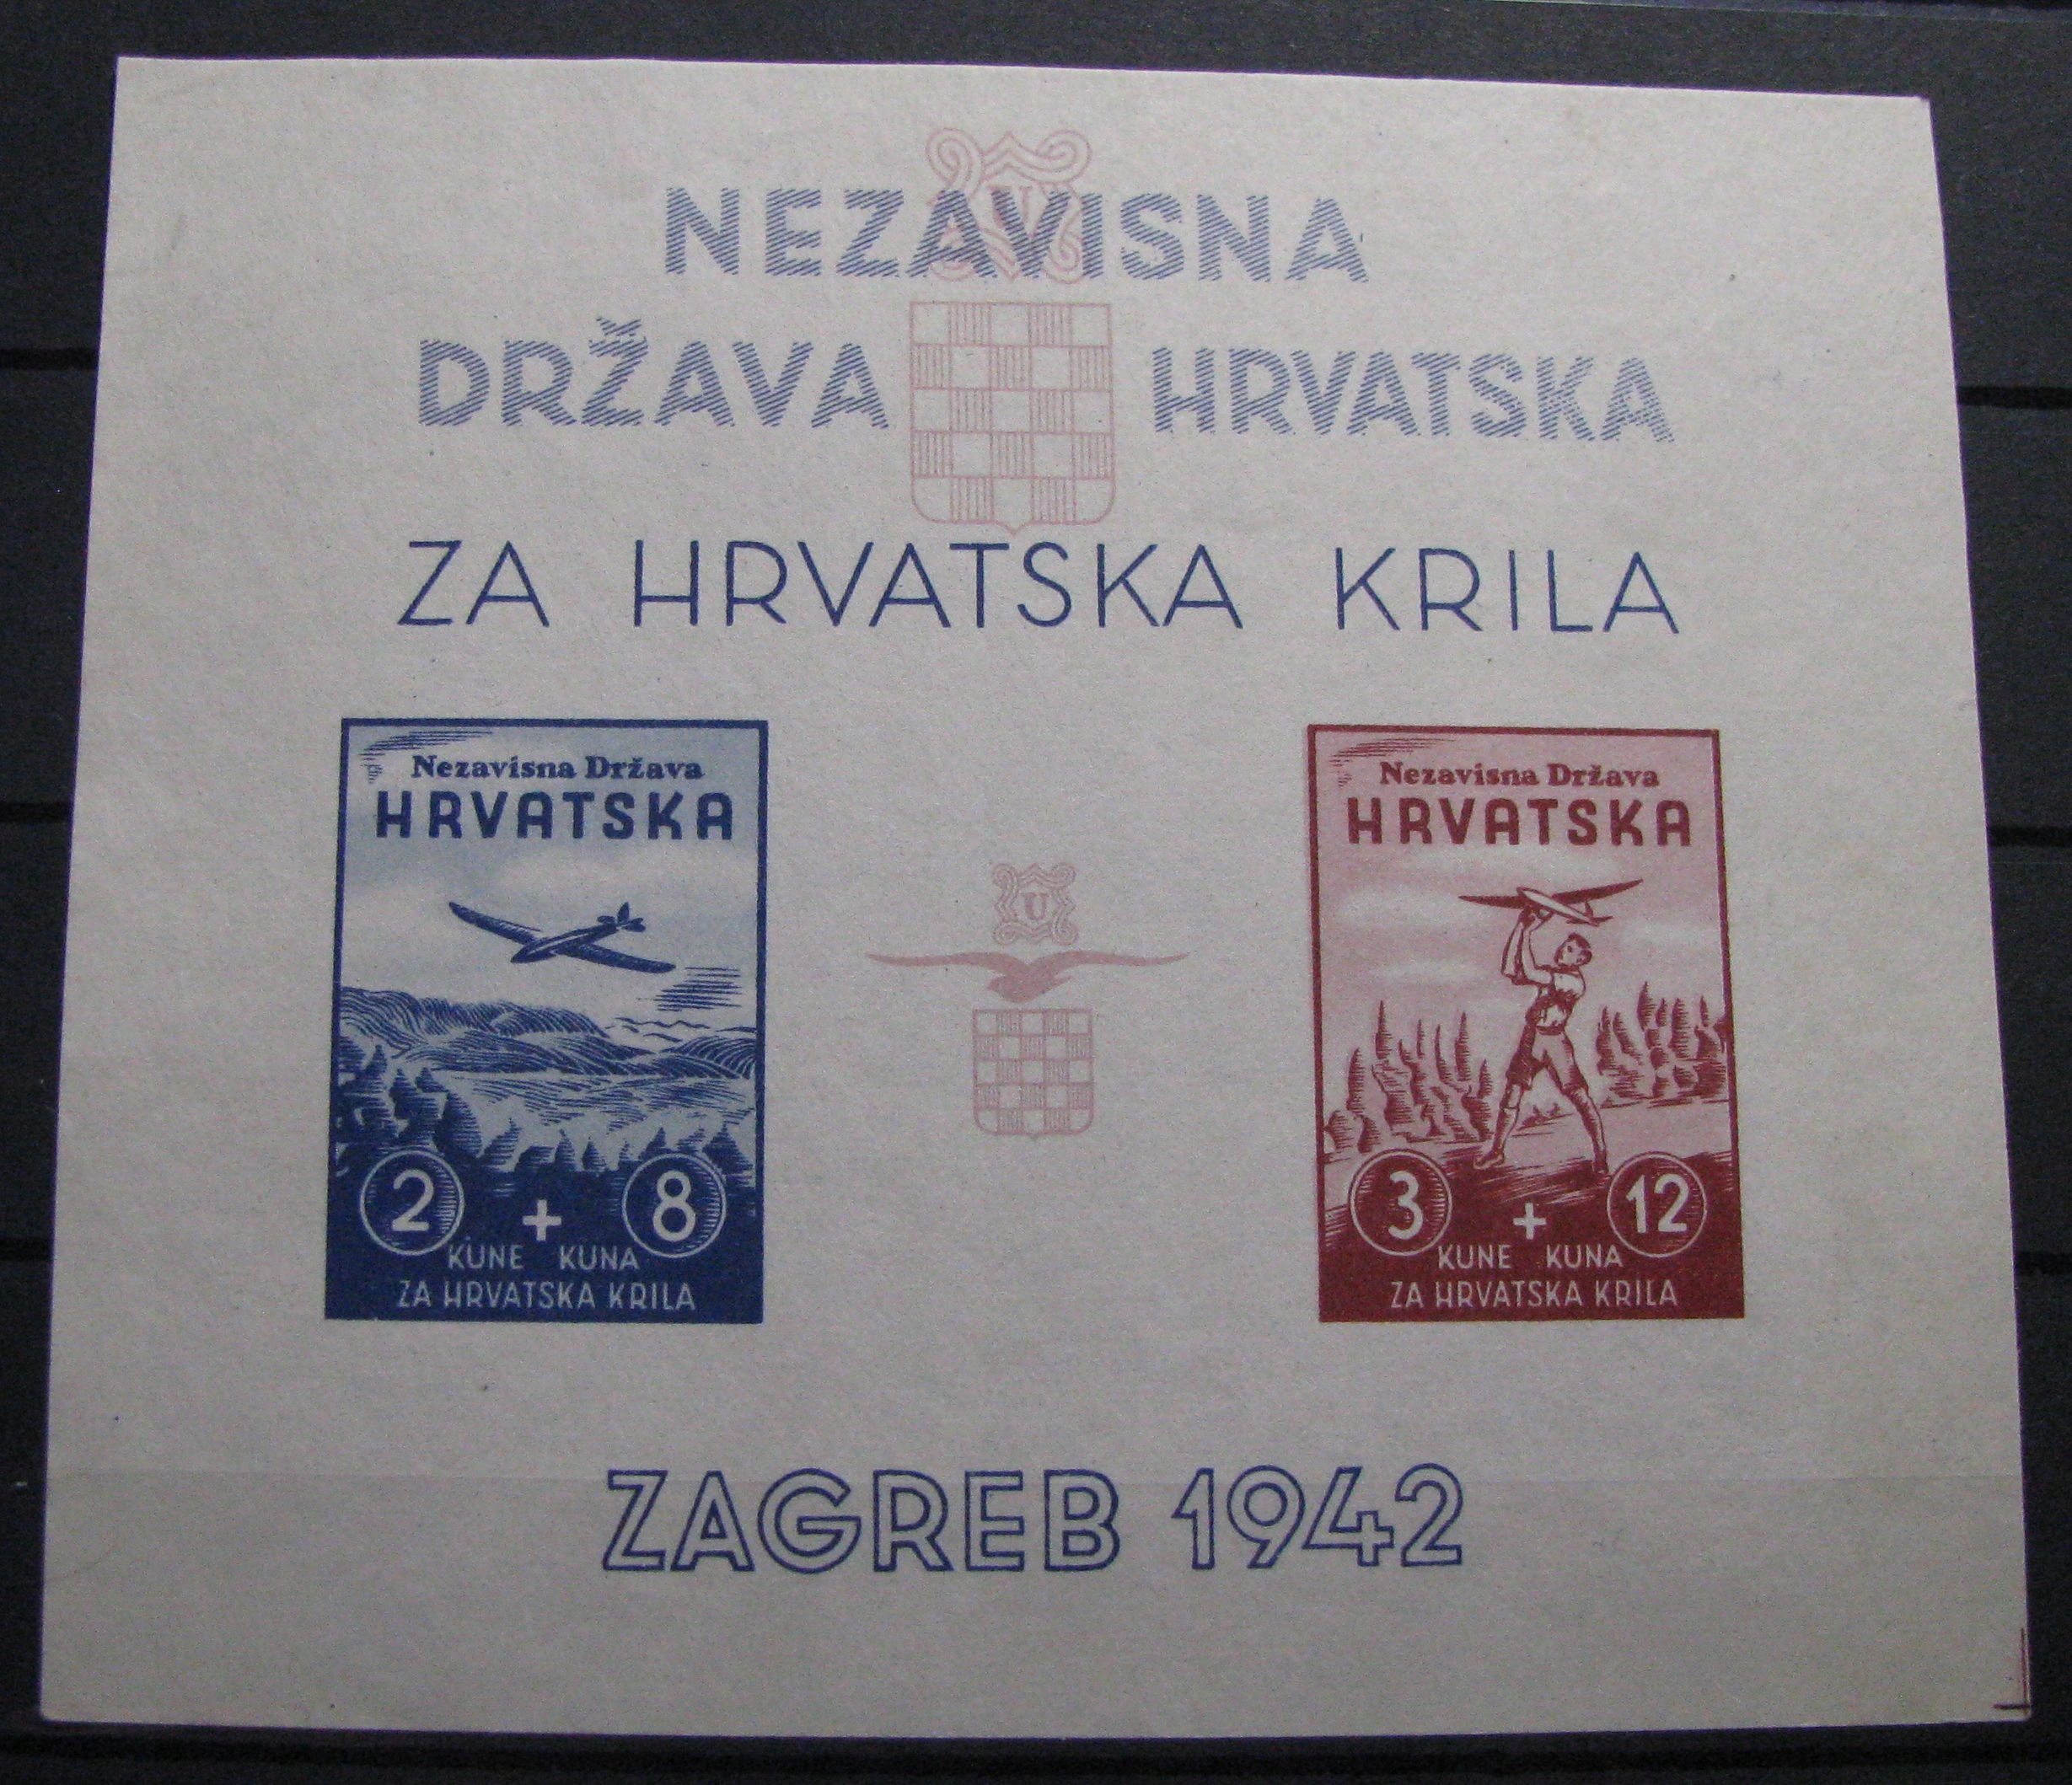 U
NEZAVISNA
DRŽAVA HRVATSKA
ZA HRVATSKA KRILA
Nezavisna Država
HRVATSKA
2 + 8
KUNE KUNA
ZA HRVATSKA KRILA
U
Nezavisna Država
HRVATSKA
3 + 12
KUNE KUNA
ZA HRVATSKA KRILA
ZAGREB 1942